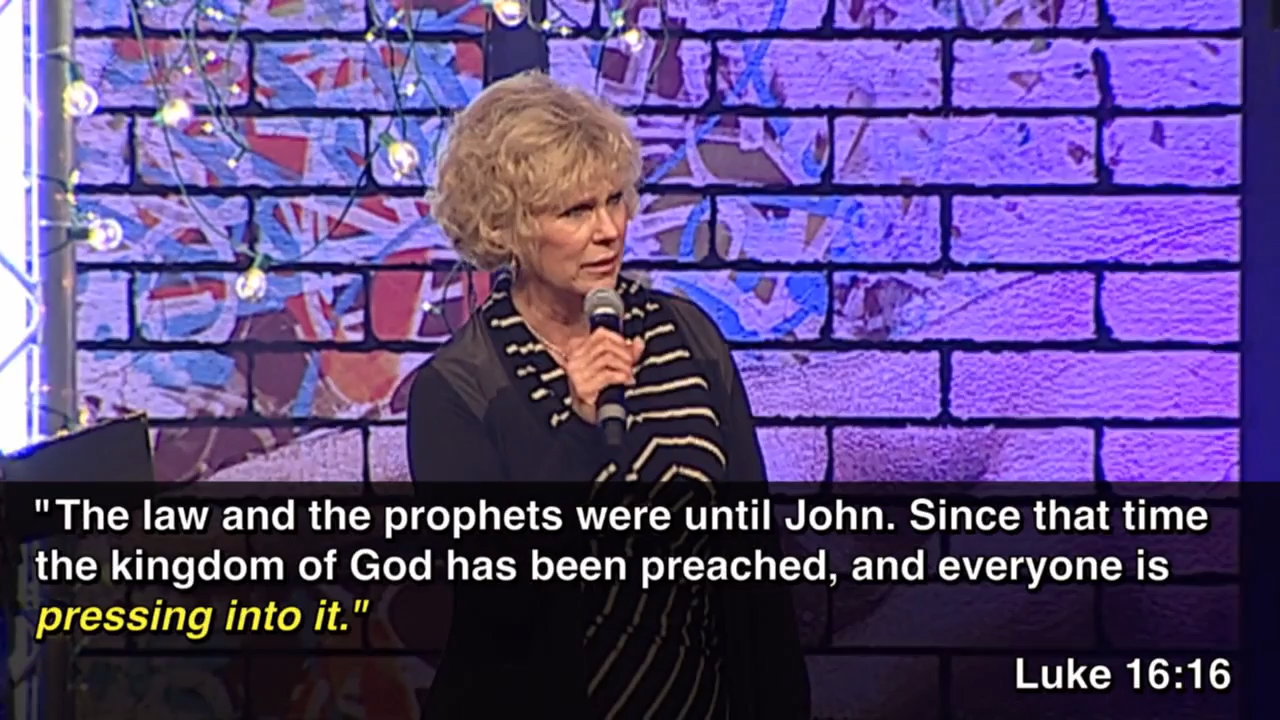 "The law and the prophets were until John. Since that time
the kingdom of God has been preached, and everyone is
pressing into it."
Luke 16:16